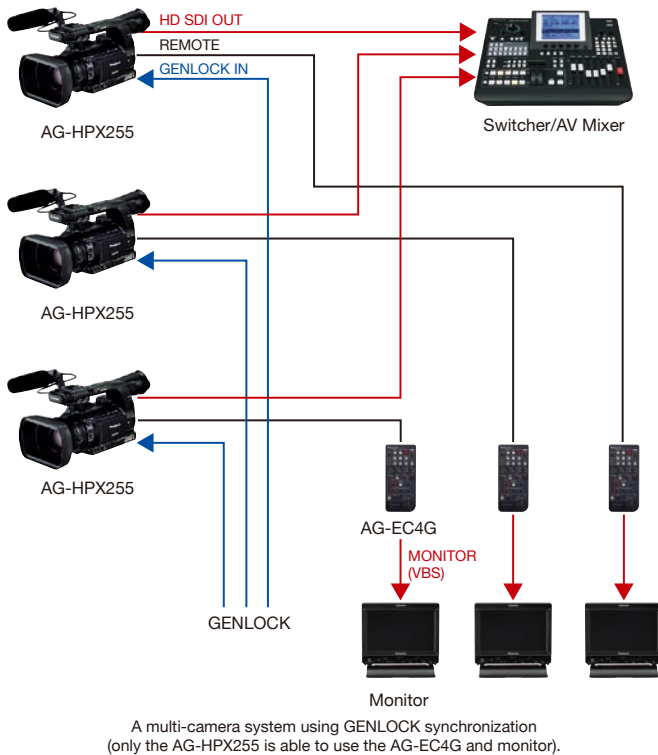 HD SDI OUT
REMOTE
GENLOCK IN
AG-HPX255
Switcher/AV Mixer
AG-HPX255
AG-HPX255
AG-EC4G
MONITOR
(VBS)
GENLOCK
Monitor
A multi-camera system using GENLOCK synchronization
(only the AG-HPX255 is able to use the AG-EC4G and monitor).